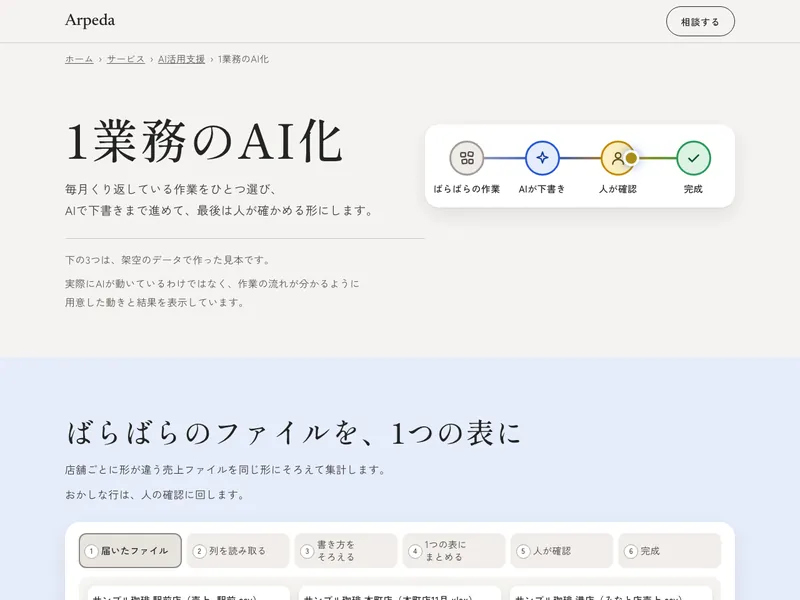 Arpeda
相談する
ホーム › サービス › AI活用支援 › 1業務のAI化
1業務のAI化
毎月くり返している作業をひとつ選び、
AIで下書きまで進めて、最後は人が確かめる形にします。
ばらばらの作業
AIが下書き
人が確認
完成
下の3つは、架空のデータで作った見本です。
実際にAIが動いているわけではなく、作業の流れが分かるように
用意した動きと結果を表示しています。
ばらばらのファイルを、1つの表に
店舗ごとに形が違う売上ファイルを同じ形にそろえて集計します。
おかしな行は、人の確認に回します。
1 届いたファイル
2 列を読み取る
3 書き方を
そろえる
4 1つの表に
まとめる
5 人が確認
6 完成